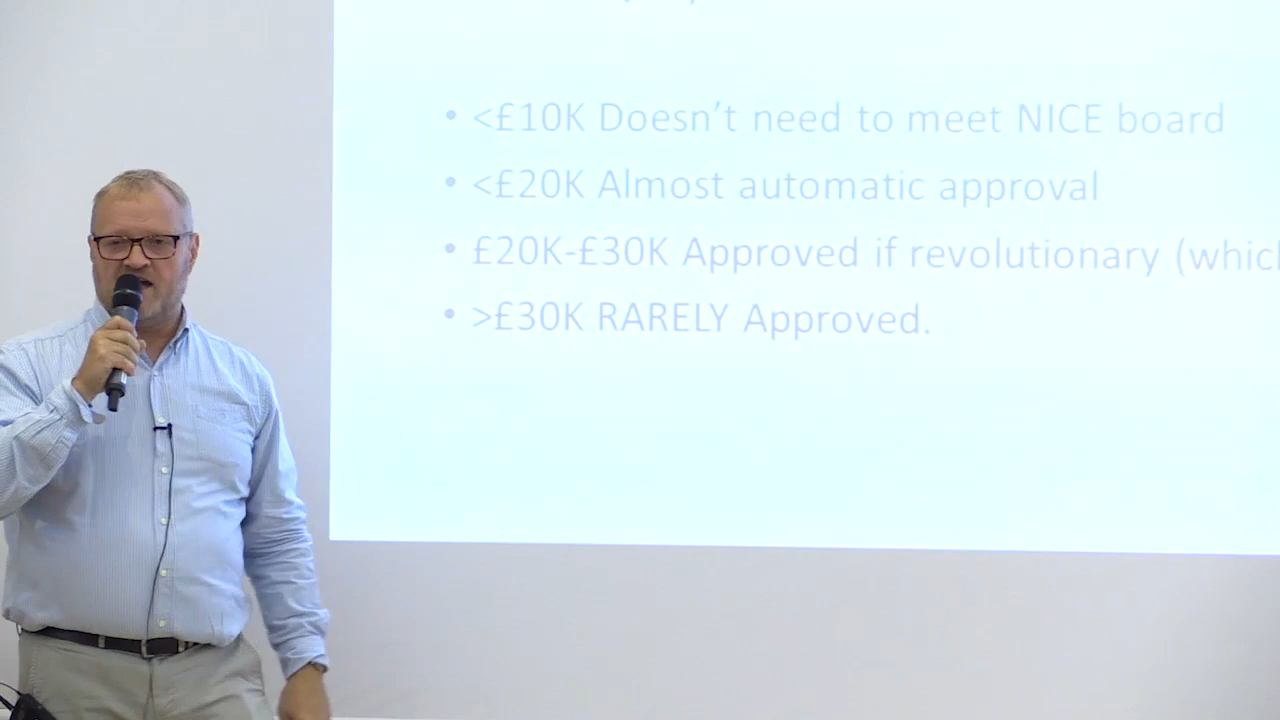 • <£10K Doesn't need to meet NICE board
• <£20K Almost automatic approval
• £20K-£30K Approved if revolutionary (which
• >£30K RARELY Approved.